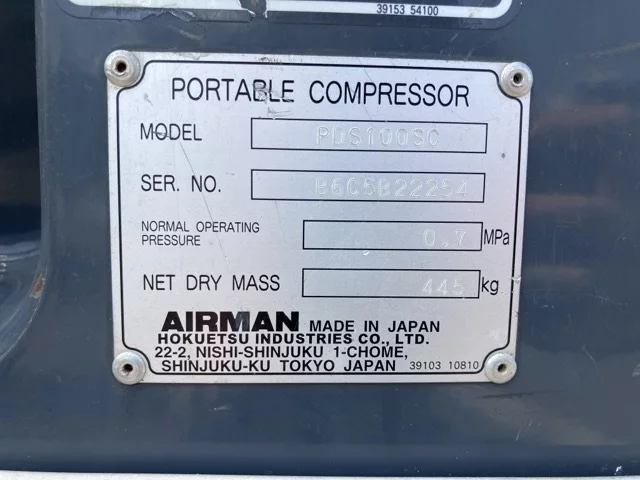 39153 54100
PORTABLE COMPRESSOR
MODEL PDS100SC
SER. NO. B6C5B22254
NORMAL OPERATING
PRESSURE 0.7 MPa
NET DRY MASS 445 kg
AIRMAN MADE IN JAPAN
HOKUETSU INDUSTRIES CO., LTD.
22-2, NISHI-SHINJUKU 1-CHOME,
SHINJUKU-KU TOKYO JAPAN 39103 10810